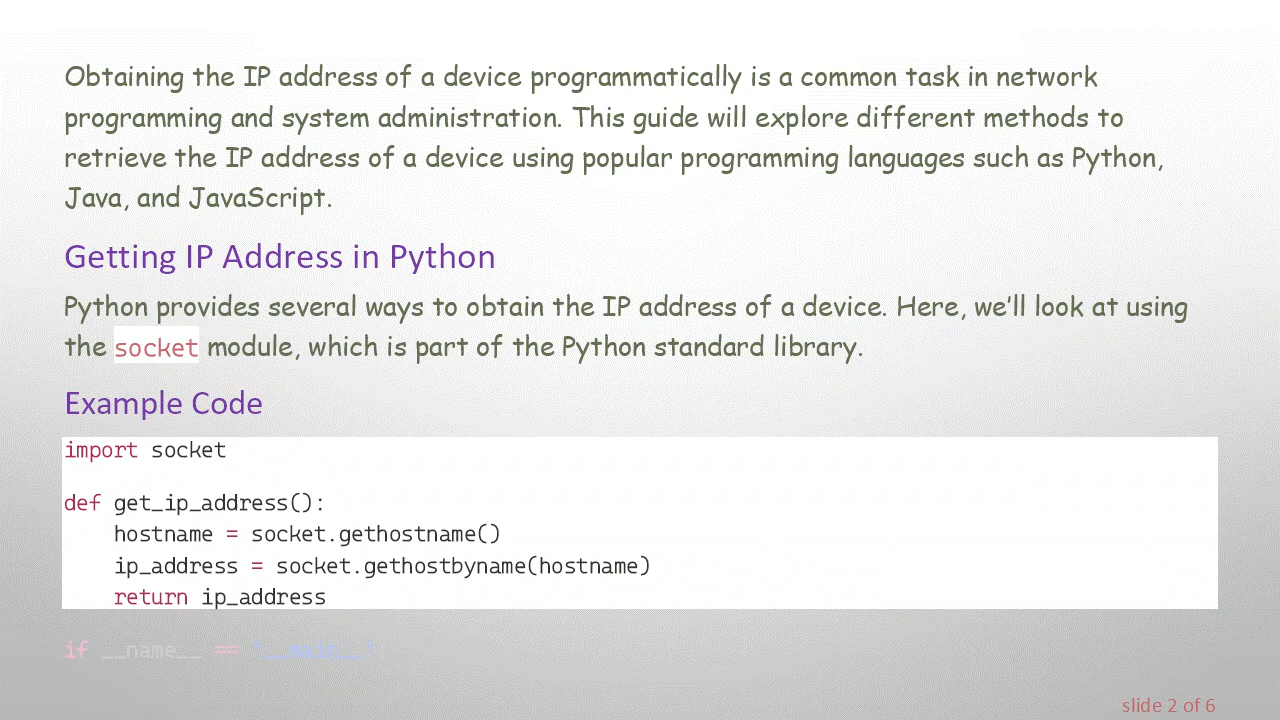 Obtaining the IP address of a device programmatically is a common task in network
programming and system administration. This guide will explore different methods to
retrieve the IP address of a device using popular programming languages such as Python,
Java, and JavaScript.
Getting IP Address in Python
Python provides several ways to obtain the IP address of a device. Here, we'll look at using
the socket module, which is part of the Python standard library.
Example Code
import socket
def get_ip_address():
    hostname = socket.gethostname()
    ip_address = socket.gethostbyname(hostname)
    return ip_address
if __name__ == "__main__"
slide 2 of 6